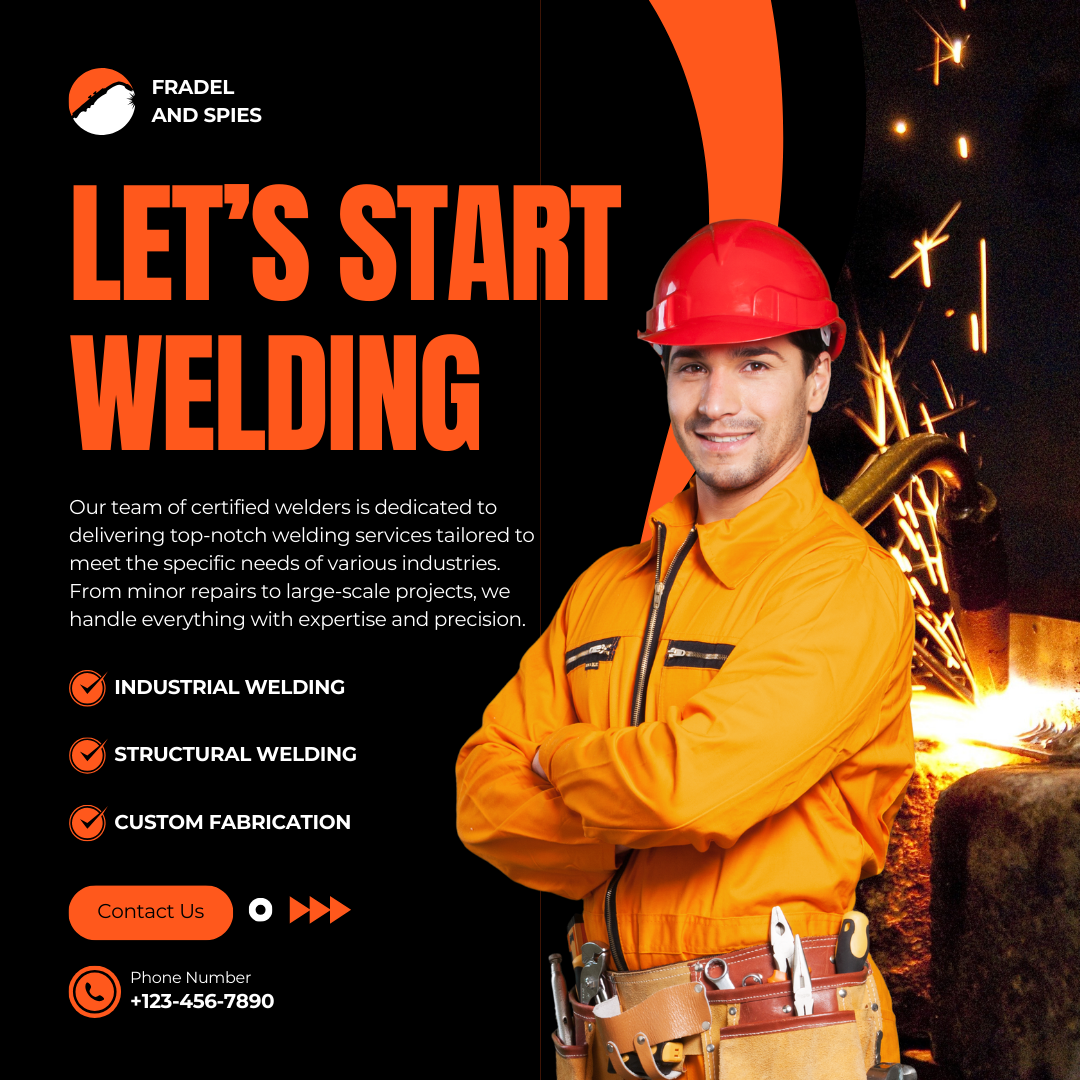 FRADEL
AND SPIES
LET’S START
WELDING
Our team of certified welders is dedicated to
delivering top-notch welding services tailored to
meet the specific needs of various industries.
From minor repairs to large-scale projects, we
handle everything with expertise and precision.
INDUSTRIAL WELDING
STRUCTURAL WELDING
CUSTOM FABRICATION
Contact Us
Phone Number
+123-456-7890